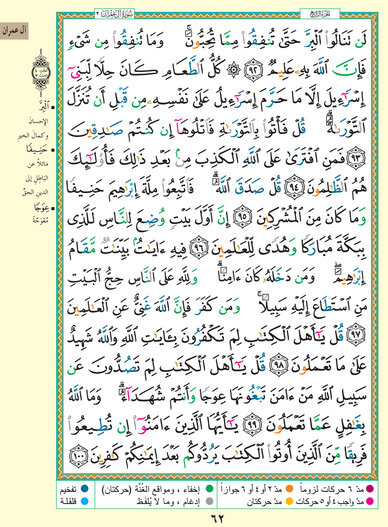 الجزء الرابع
سورة آل عمران ٣
آل عمران
لَن تَنَالُوا۟ ٱلْبِرَّ حَتَّىٰ تُنفِقُوا۟ مِمَّا تُحِبُّونَ ۚ وَمَا تُنفِقُوا۟ مِن شَىْءٍ
فَإِنَّ ٱللَّهَ بِهِۦ عَلِيمٌ ٩٢ ۞ كُلُّ ٱلطَّعَامِ كَانَ حِلًّا لِّبَنِىٓ
إِسْرَٰٓءِيلَ إِلَّا مَا حَرَّمَ إِسْرَٰٓءِيلُ عَلَىٰ نَفْسِهِۦ مِن قَبْلِ أَن تُنَزَّلَ
ٱلتَّوْرَىٰةُ ۗ قُلْ فَأْتُوا۟ بِٱلتَّوْرَىٰةِ فَٱتْلُوهَآ إِن كُنتُمْ صَٰدِقِينَ
٩٣ فَمَنِ ٱفْتَرَىٰ عَلَى ٱللَّهِ ٱلْكَذِبَ مِنۢ بَعْدِ ذَٰلِكَ فَأُو۟لَٰٓئِكَ
هُمُ ٱلظَّٰلِمُونَ ٩٤ قُلْ صَدَقَ ٱللَّهُ ۗ فَٱتَّبِعُوا۟ مِلَّةَ إِبْرَٰهِيمَ حَنِيفًا
وَمَا كَانَ مِنَ ٱلْمُشْرِكِينَ ٩٥ إِنَّ أَوَّلَ بَيْتٍ وُضِعَ لِلنَّاسِ لَلَّذِى
بِبَكَّةَ مُبَارَكًا وَهُدًى لِّلْعَٰلَمِينَ ٩٦ فِيهِ ءَايَٰتٌۢ بَيِّنَٰتٌ مَّقَامُ
إِبْرَٰهِيمَ ۖ وَمَن دَخَلَهُۥ كَانَ ءَامِنًا ۗ وَلِلَّهِ عَلَى ٱلنَّاسِ حِجُّ ٱلْبَيْتِ
مَنِ ٱسْتَطَاعَ إِلَيْهِ سَبِيلًا ۚ وَمَن كَفَرَ فَإِنَّ ٱللَّهَ غَنِىٌّ عَنِ ٱلْعَٰلَمِينَ
٩٧ قُلْ يَٰٓأَهْلَ ٱلْكِتَٰبِ لِمَ تَكْفُرُونَ بِـَٔايَٰتِ ٱللَّهِ وَٱللَّهُ شَهِيدٌ
عَلَىٰ مَا تَعْمَلُونَ ٩٨ قُلْ يَٰٓأَهْلَ ٱلْكِتَٰبِ لِمَ تَصُدُّونَ عَن
سَبِيلِ ٱللَّهِ مَنْ ءَامَنَ تَبْغُونَهَا عِوَجًا وَأَنتُمْ شُهَدَآءُ ۗ وَمَا ٱللَّهُ
بِغَٰفِلٍ عَمَّا تَعْمَلُونَ ٩٩ يَٰٓأَيُّهَا ٱلَّذِينَ ءَامَنُوٓا۟ إِن تُطِيعُوا۟
فَرِيقًا مِّنَ ٱلَّذِينَ أُوتُوا۟ ٱلْكِتَٰبَ يَرُدُّوكُم بَعْدَ إِيمَٰنِكُمْ كَٰفِرِينَ ١٠٠
البِرَّ
الإحسانَ
وكمالَ الخير
حَنِيفًا
مائلاً عن
الباطلِ إلى
الدينِ الحقّ
عِوَجًا
مُعْوَجّة
مدّ ٦ حركات لزوماً
مدّ ٢ أو ٤ أو ٦ جوازاً
إخفاء، ومواقع الغُنَّة (حركتان)
تفخيم
مدّ واجب ٤ أو ٥ حركات
مدّ حركتان
إدغام، وما لا يُلفَظ
قلقلة
٦٢